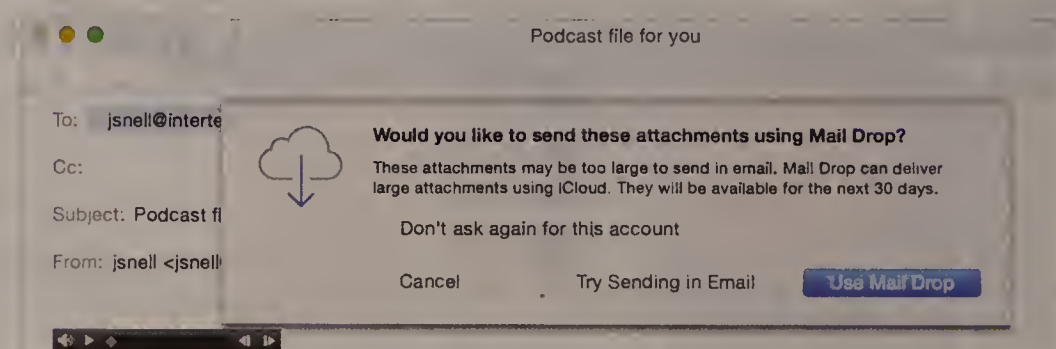 Podcast file for you
To: jsnell@interte
Cc:
Subject: Podcast fi
From: jsnell <jsnell
Would you like to send these attachments using Mail Drop?
These attachments may be too large to send in email. Mail Drop can deliver
large attachments using iCloud. They will be available for the next 30 days.
Don't ask again for this account
Cancel Try Sending in Email Use Mail Drop